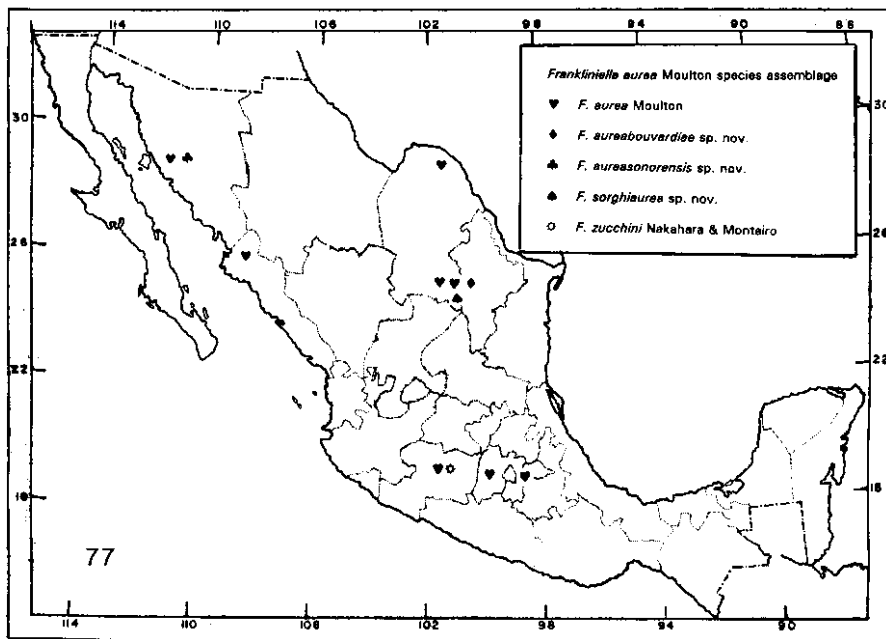 114 110 106 102 98 94 90 86
Frankliniella aurea Moulton species assemblage
♥ F. aurea Moulton
♦ F. aureabouvardiae sp. nov.
♣ F. aureasonorensis sp. nov.
♠ F. sorghiaurea sp. nov.
☼ F. zucchini Nakahara & Monteiro
30 30
26 26
22 22
18 18
77
114 110 106 102 98 94 90